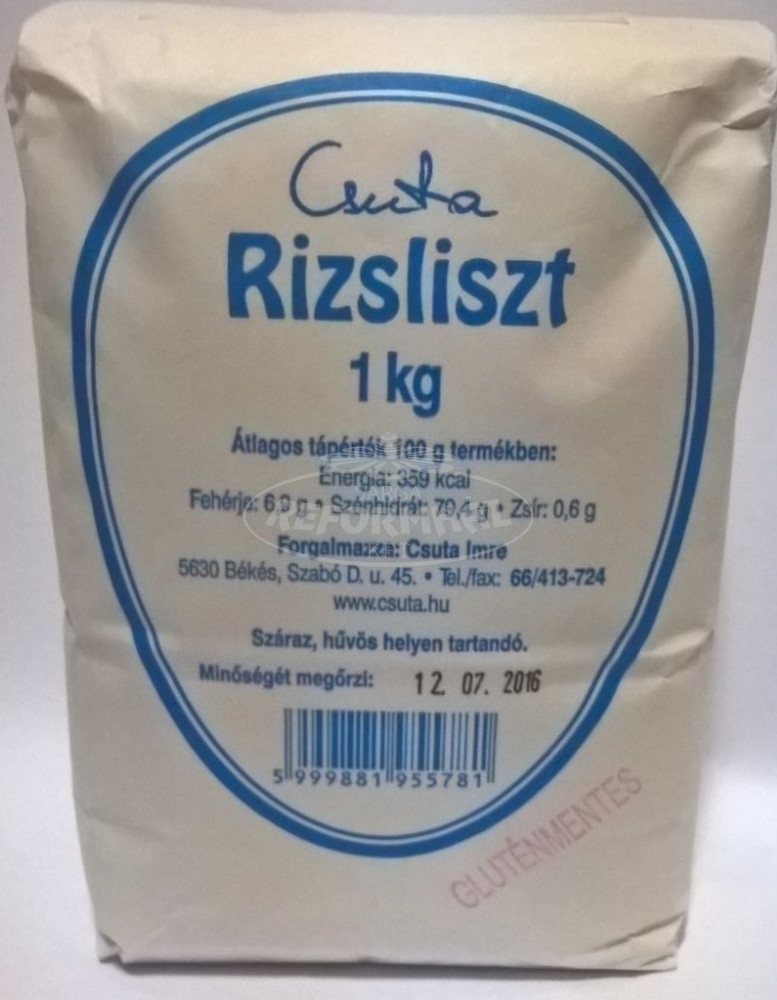 Csuta
Rizsliszt
1 kg
Átlagos tápérték 100 g termékben:
Energia: 359 kcal
Fehérje: 6,9 g • Szénhidrát: 79,4 g • Zsír: 0,6 g
REFORMABC
Forgalmazza: Csuta Imre
5630 Békés, Szabó D. u. 45. • Tel./fax: 66/413-724
www.csuta.hu
Száraz, hűvös helyen tartandó.
Minőségét megőrzi: 12. 07. 2016
5 999881 955781
GLUTÉNMENTES